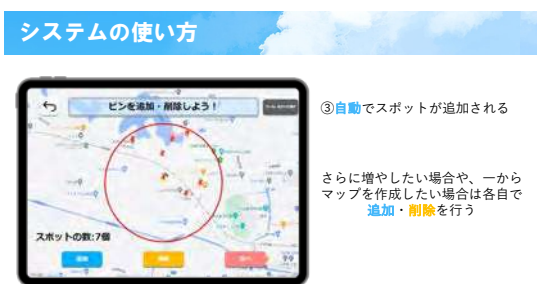 システムの使い方
ピンを追加・削除しよう！
③自動でスポットが追加される
さらに増やしたい場合や、一から
マップを作成したい場合は各自で
追加・削除を行う
スポットの数:7個
追加
削除